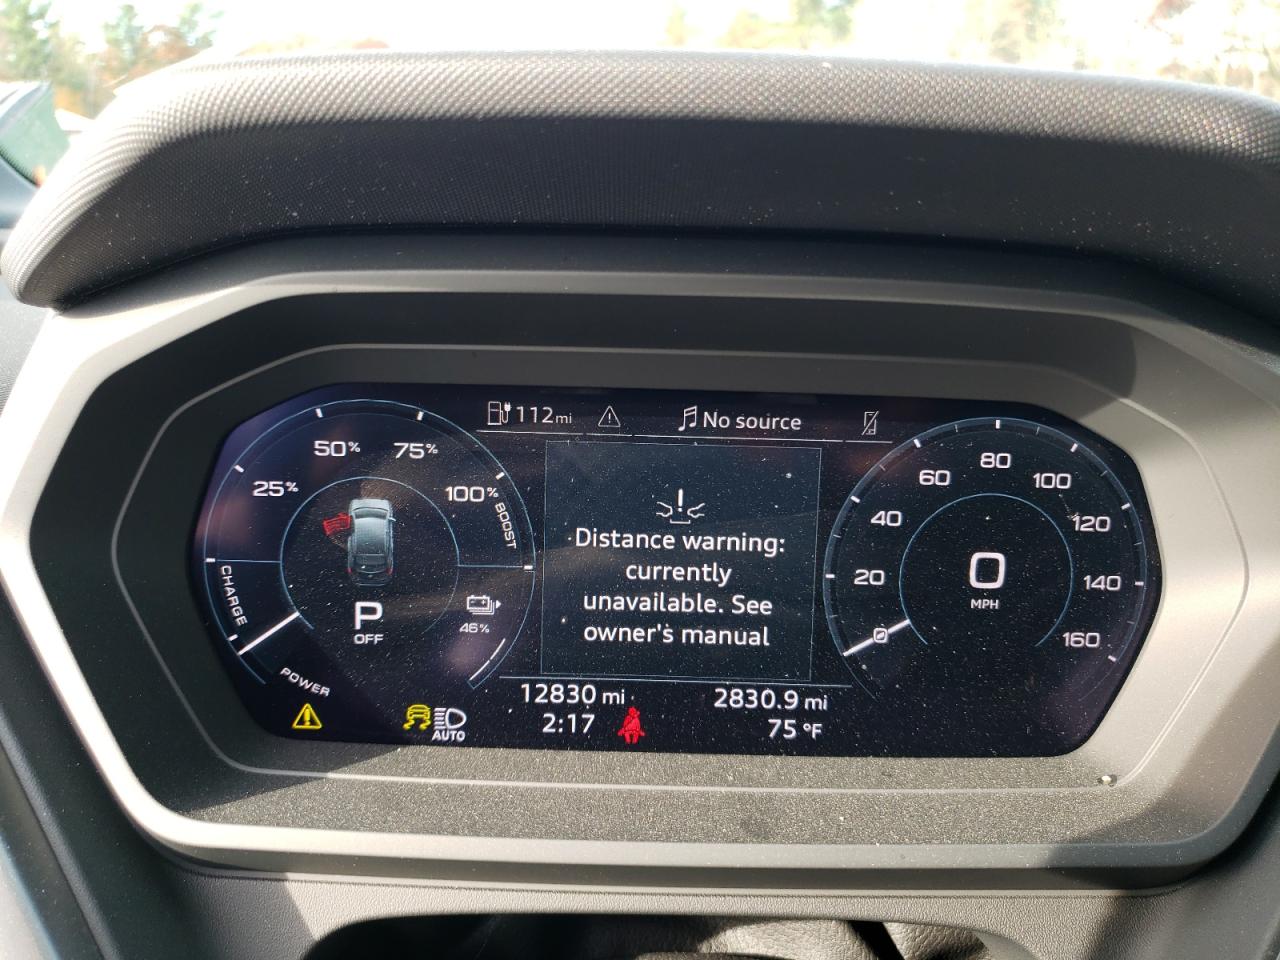 112 mi
No source
25%
50%
75%
100%
BOOST
CHARGE
POWER
P
OFF
46%
Distance warning:
currently
unavailable. See
owner's manual
0
20
40
60
80
100
120
140
160
0
MPH
12830 mi
2830.9 mi
AUTO
2:17
75 °F